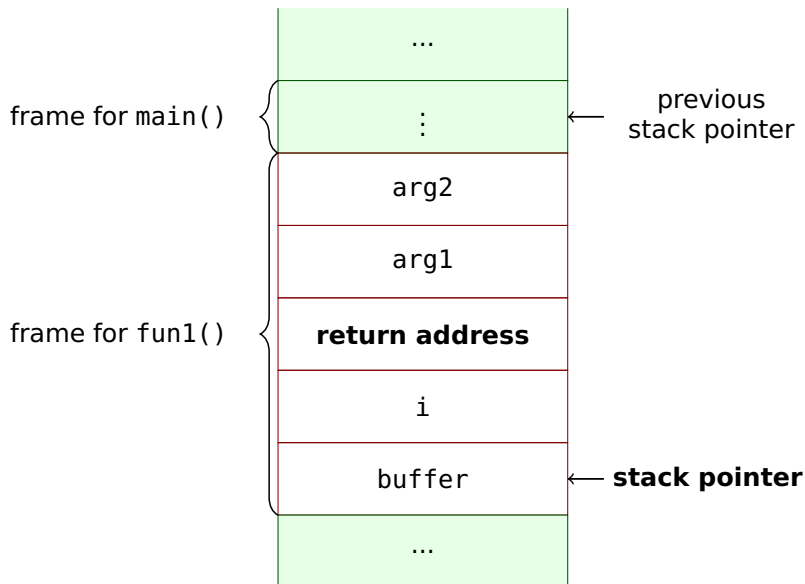 ...
frame for main()
⋮
previous
stack pointer
arg2
arg1
frame for fun1()
return address
i
buffer
stack pointer
...